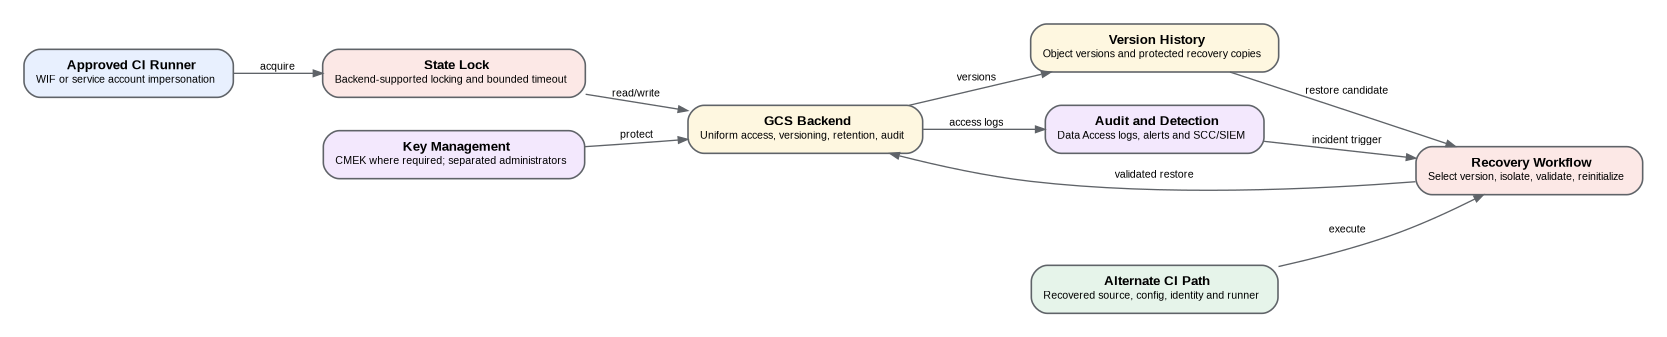 Approved CI Runner
WIF or service account impersonation
acquire
State Lock
Backend-supported locking and bounded timeout
read/write
Key Management
CMEK where required; separated administrators
protect
GCS Backend
Uniform access, versioning, retention, audit
versions
access logs
Version History
Object versions and protected recovery copies
restore candidate
Audit and Detection
Data Access logs, alerts and SCC/SIEM
incident trigger
Recovery Workflow
Select version, isolate, validate, reinitialize
validated restore
execute
Alternate CI Path
Recovered source, config, identity and runner